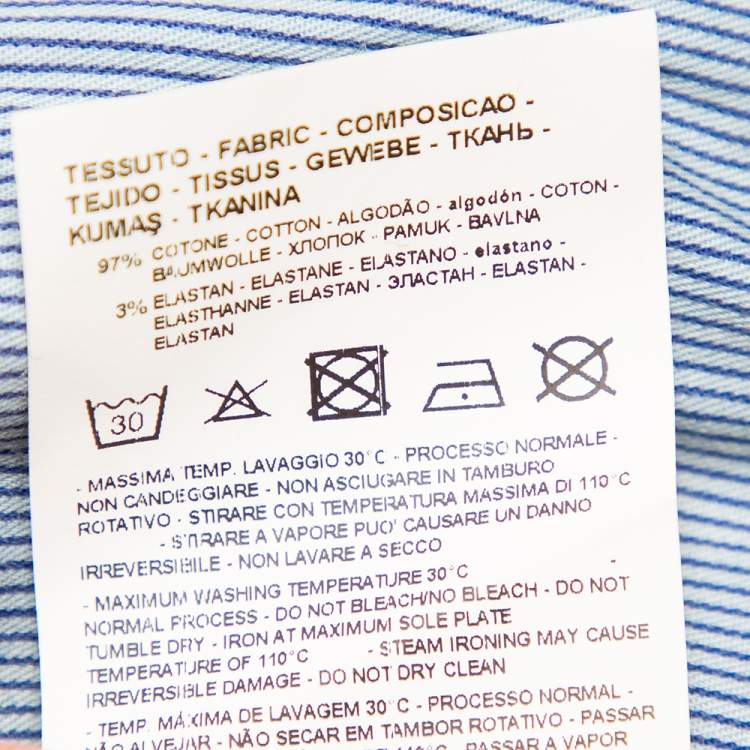 TESSUTO - FABRIC - COMPOSICAO -
TEJIDO - TISSUS - GEWEBE - ТКАНЬ -
KUMAŞ - TKANINA
97% COTONE - COTTON - ALGODÃO - algodón - COTON -
BAUMWOLLE - ХЛОПОК - PAMUK - BAVLNA
3% ELASTAN - ELASTANE - ELASTANO - elastano -
ELASTHANNE - ELASTAN - ЭЛАСТАН - ELASTAN -
ELASTAN
30
- MASSIMA TEMP. LAVAGGIO 30°C - PROCESSO NORMALE -
NON CANDEGGIARE - NON ASCIUGARE IN TAMBURO
ROTATIVO - STIRARE CON TEMPERATURA MASSIMA DI 110°C
- STIRARE A VAPORE PUO' CAUSARE UN DANNO
IRREVERSIBILE - NON LAVARE A SECCO
- MAXIMUM WASHING TEMPERATURE 30°C -
NORMAL PROCESS - DO NOT BLEACH/NO BLEACH - DO NOT
TUMBLE DRY - IRON AT MAXIMUM SOLE PLATE
TEMPERATURE OF 110°C - STEAM IRONING MAY CAUSE
IRREVERSIBLE DAMAGE - DO NOT DRY CLEAN
- TEMP. MÁXIMA DE LAVAGEM 30°C - PROCESSO NORMAL -
NÃO ALVEJAR - NÃO SECAR EM TAMBOR ROTATIVO - PASSAR
110°C - PASSAR A VAPOR